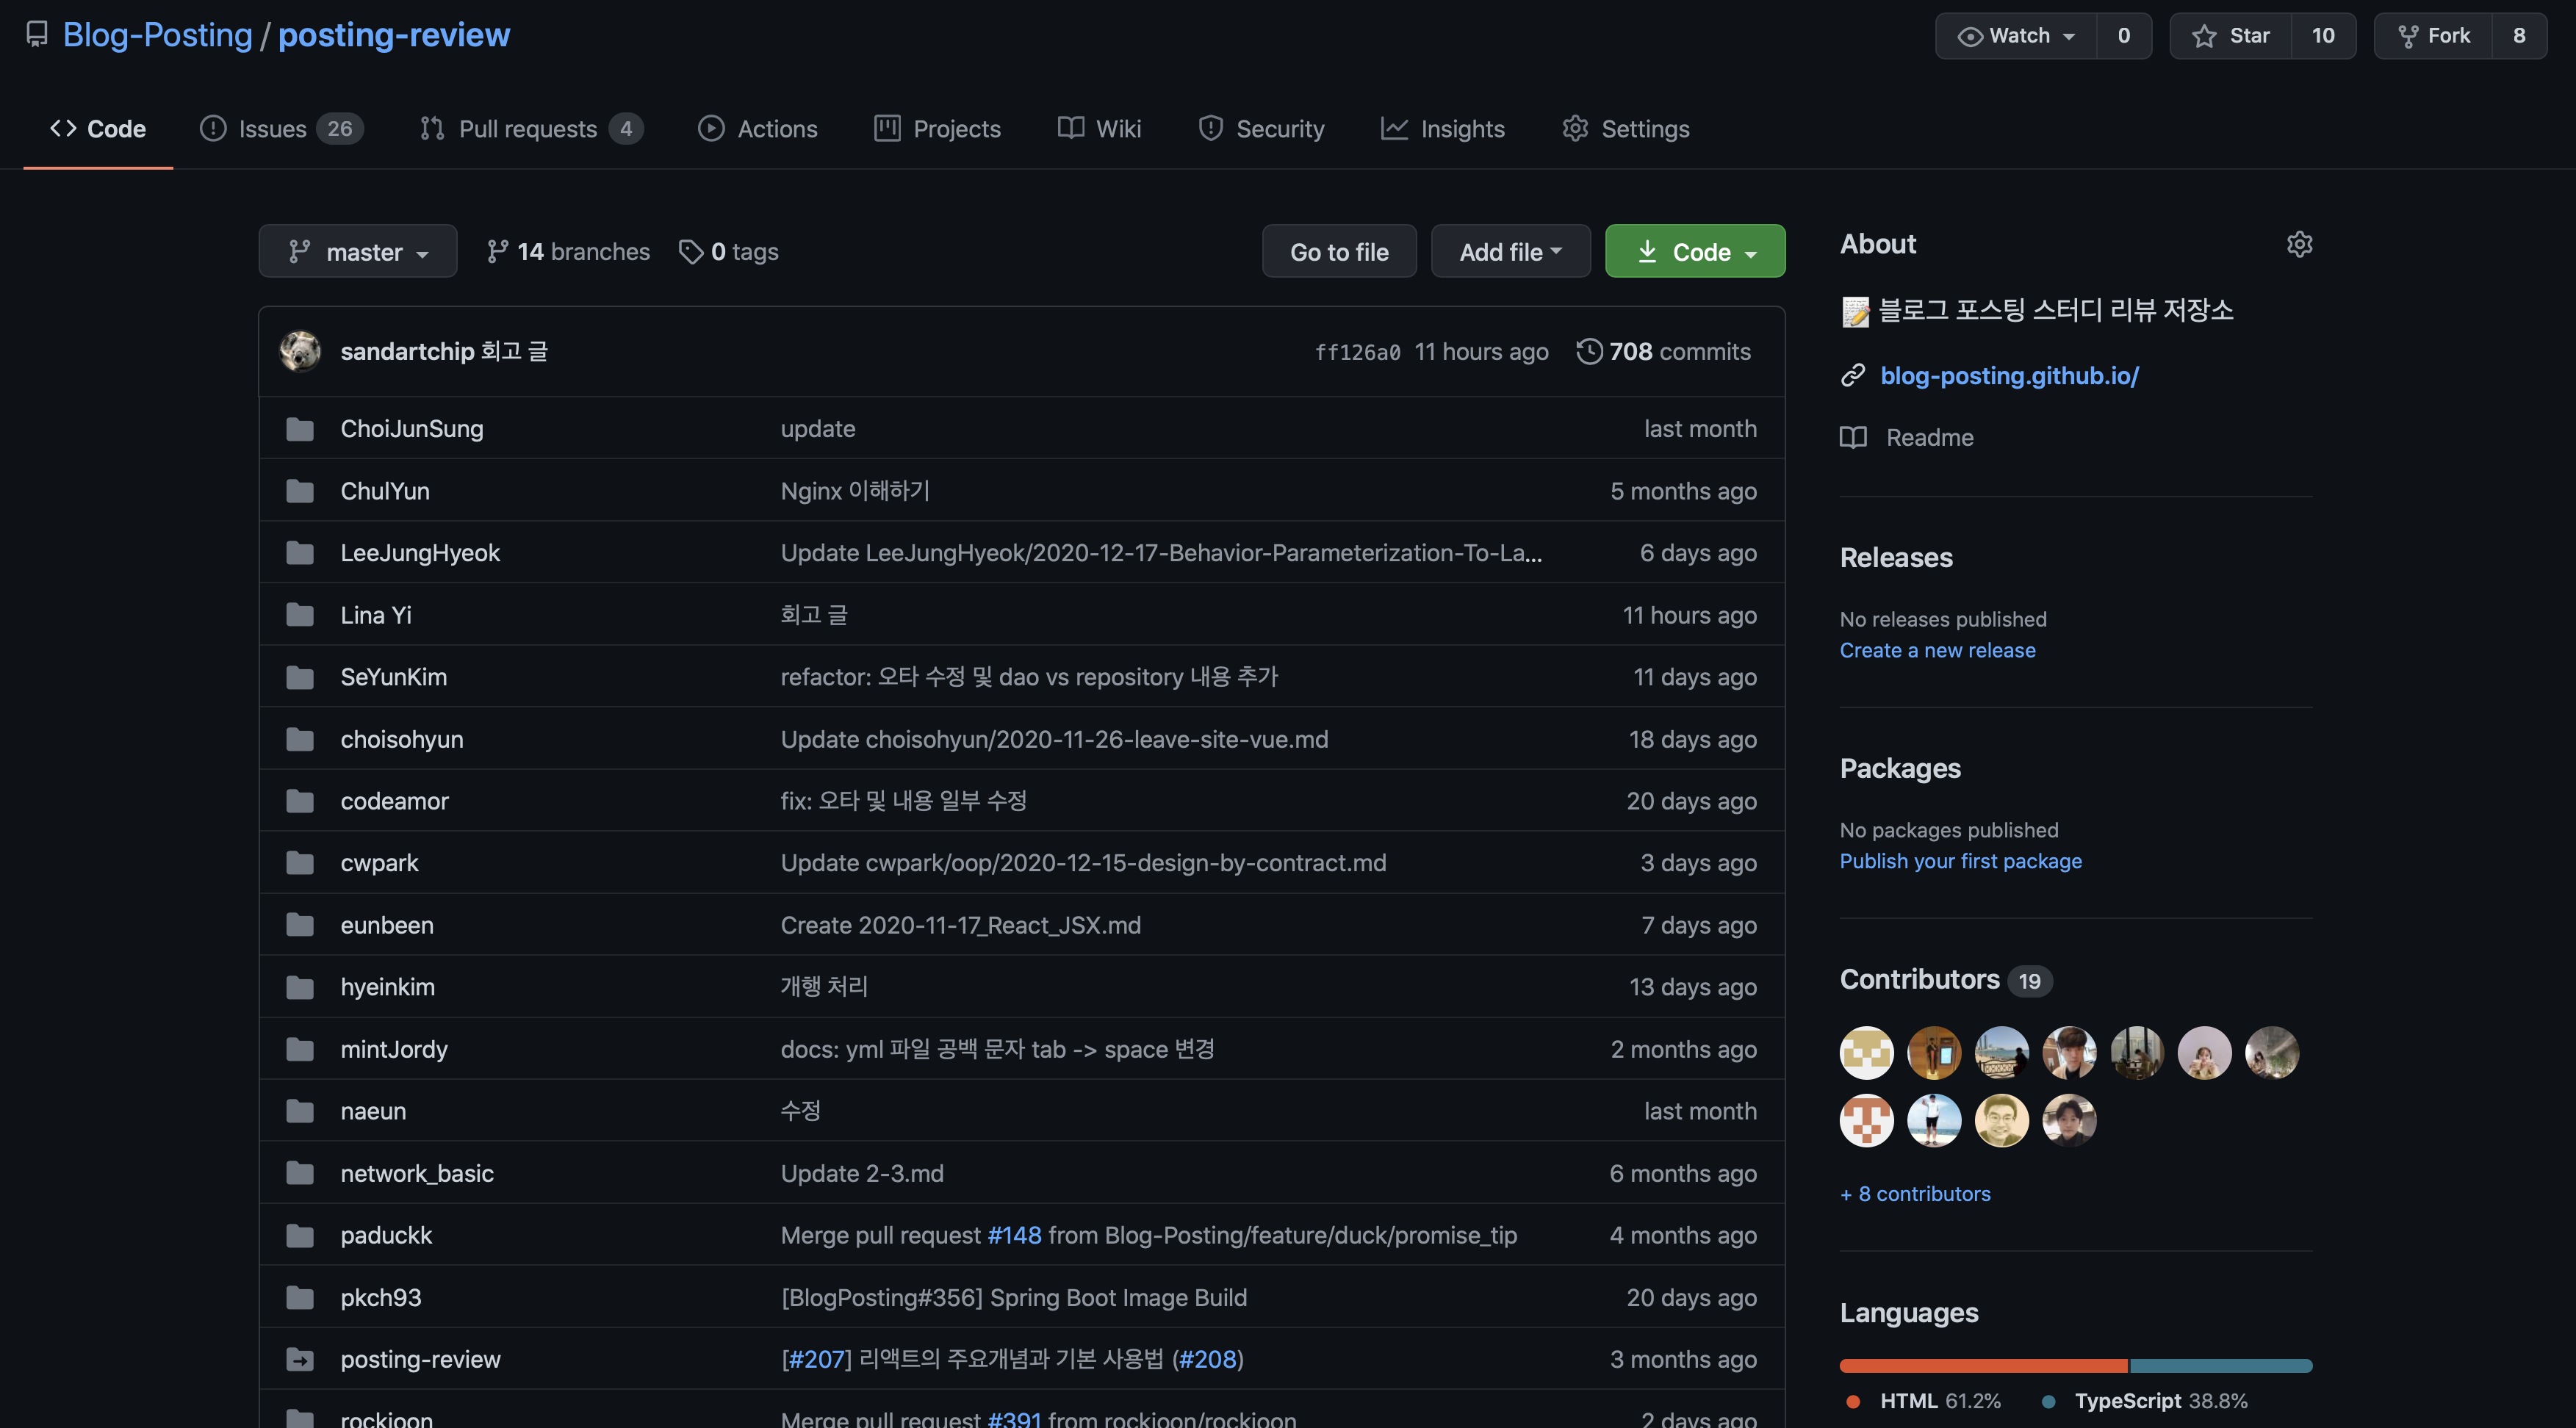 Blog-Posting / posting-review
Watch 0 Star 10 Fork 8
Code Issues 26 Pull requests 4 Actions Projects Wiki Security Insights Settings
master 14 branches 0 tags Go to file Add file Code
sandartchip 회고 글 ff126a0 11 hours ago 708 commits
ChoiJunSung update last month
ChulYun Nginx 이해하기 5 months ago
LeeJungHyeok Update LeeJungHyeok/2020-12-17-Behavior-Parameterization-To-La... 6 days ago
Lina Yi 회고 글 11 hours ago
SeYunKim refactor: 오타 수정 및 dao vs repository 내용 추가 11 days ago
choisohyun Update choisohyun/2020-11-26-leave-site-vue.md 18 days ago
codeamor fix: 오타 및 내용 일부 수정 20 days ago
cwpark Update cwpark/oop/2020-12-15-design-by-contract.md 3 days ago
eunbeen Create 2020-11-17_React_JSX.md 7 days ago
hyeinkim 개행 처리 13 days ago
mintJordy docs: yml 파일 공백 문자 tab -> space 변경 2 months ago
naeun 수정 last month
network_basic Update 2-3.md 6 months ago
paduckk Merge pull request #148 from Blog-Posting/feature/duck/promise_tip 4 months ago
pkch93 [BlogPosting#356] Spring Boot Image Build 20 days ago
posting-review [#207] 리액트의 주요개념과 기본 사용법 (#208) 3 months ago
rockjoon Merge pull request #391 from rockjoon/rockjoon 2 days ago
About
블로그 포스팅 스터디 리뷰 저장소
blog-posting.github.io/
Readme
Releases
No releases published
Create a new release
Packages
No packages published
Publish your first package
Contributors 19
+ 8 contributors
Languages
HTML 61.2% TypeScript 38.8%